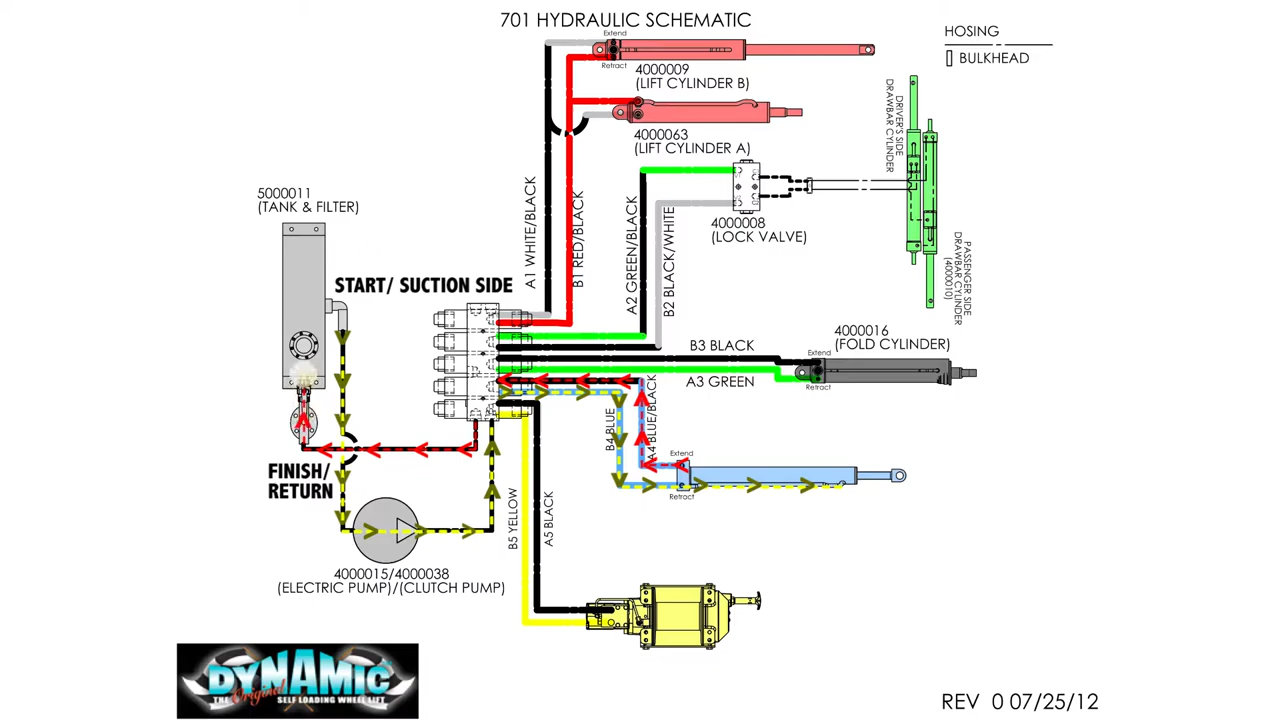 701 HYDRAULIC SCHEMATIC
HOSING
BULKHEAD
Extend
Retract
4000009
(LIFT CYLINDER B)
4000063
(LIFT CYLINDER A)
DRIVER'S SIDE
DRAWBAR CYLINDER
5000011
(TANK & FILTER)
A1 WHITE/BLACK
B1 RED/BLACK
A2 GREEN/BLACK
B2 BLACK/WHITE
4000008
(LOCK VALVE)
PASSENGER SIDE
DRAWBAR CYLINDER
(4000010)
START/ SUCTION SIDE
B3 BLACK
A3 GREEN
4000016
(FOLD CYLINDER)
Extend
Retract
B4 BLUE
A4 BLUE/BLACK
Extend
Retract
FINISH/
RETURN
B5 YELLOW
A5 BLACK
4000015/4000038
(ELECTRIC PUMP)/(CLUTCH PUMP)
DYNAMIC
THE Original SELF LOADING WHEEL LIFT
REV 0 07/25/12